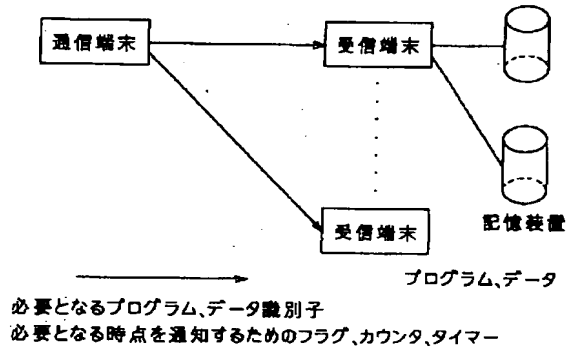 通信端末
受信端末
受信端末
記憶装置
プログラム、データ
必要となるプログラム、データ識別子
必要となる時点を通知するためのフラグ、カウンタ、タイマー